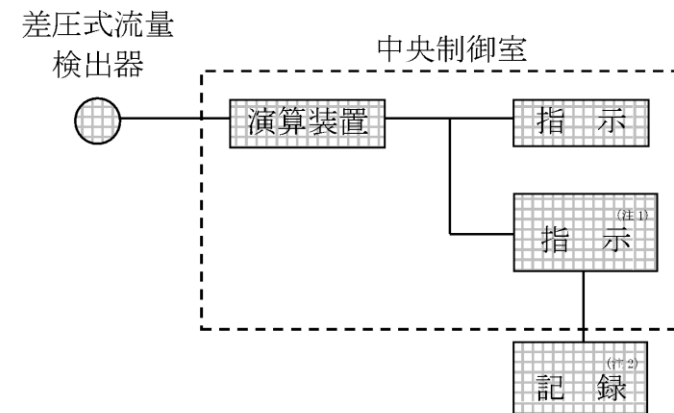 差圧式流量
検出器
中央制御室
演算装置
指 示
(注1)
指 示
(注2)
記 録